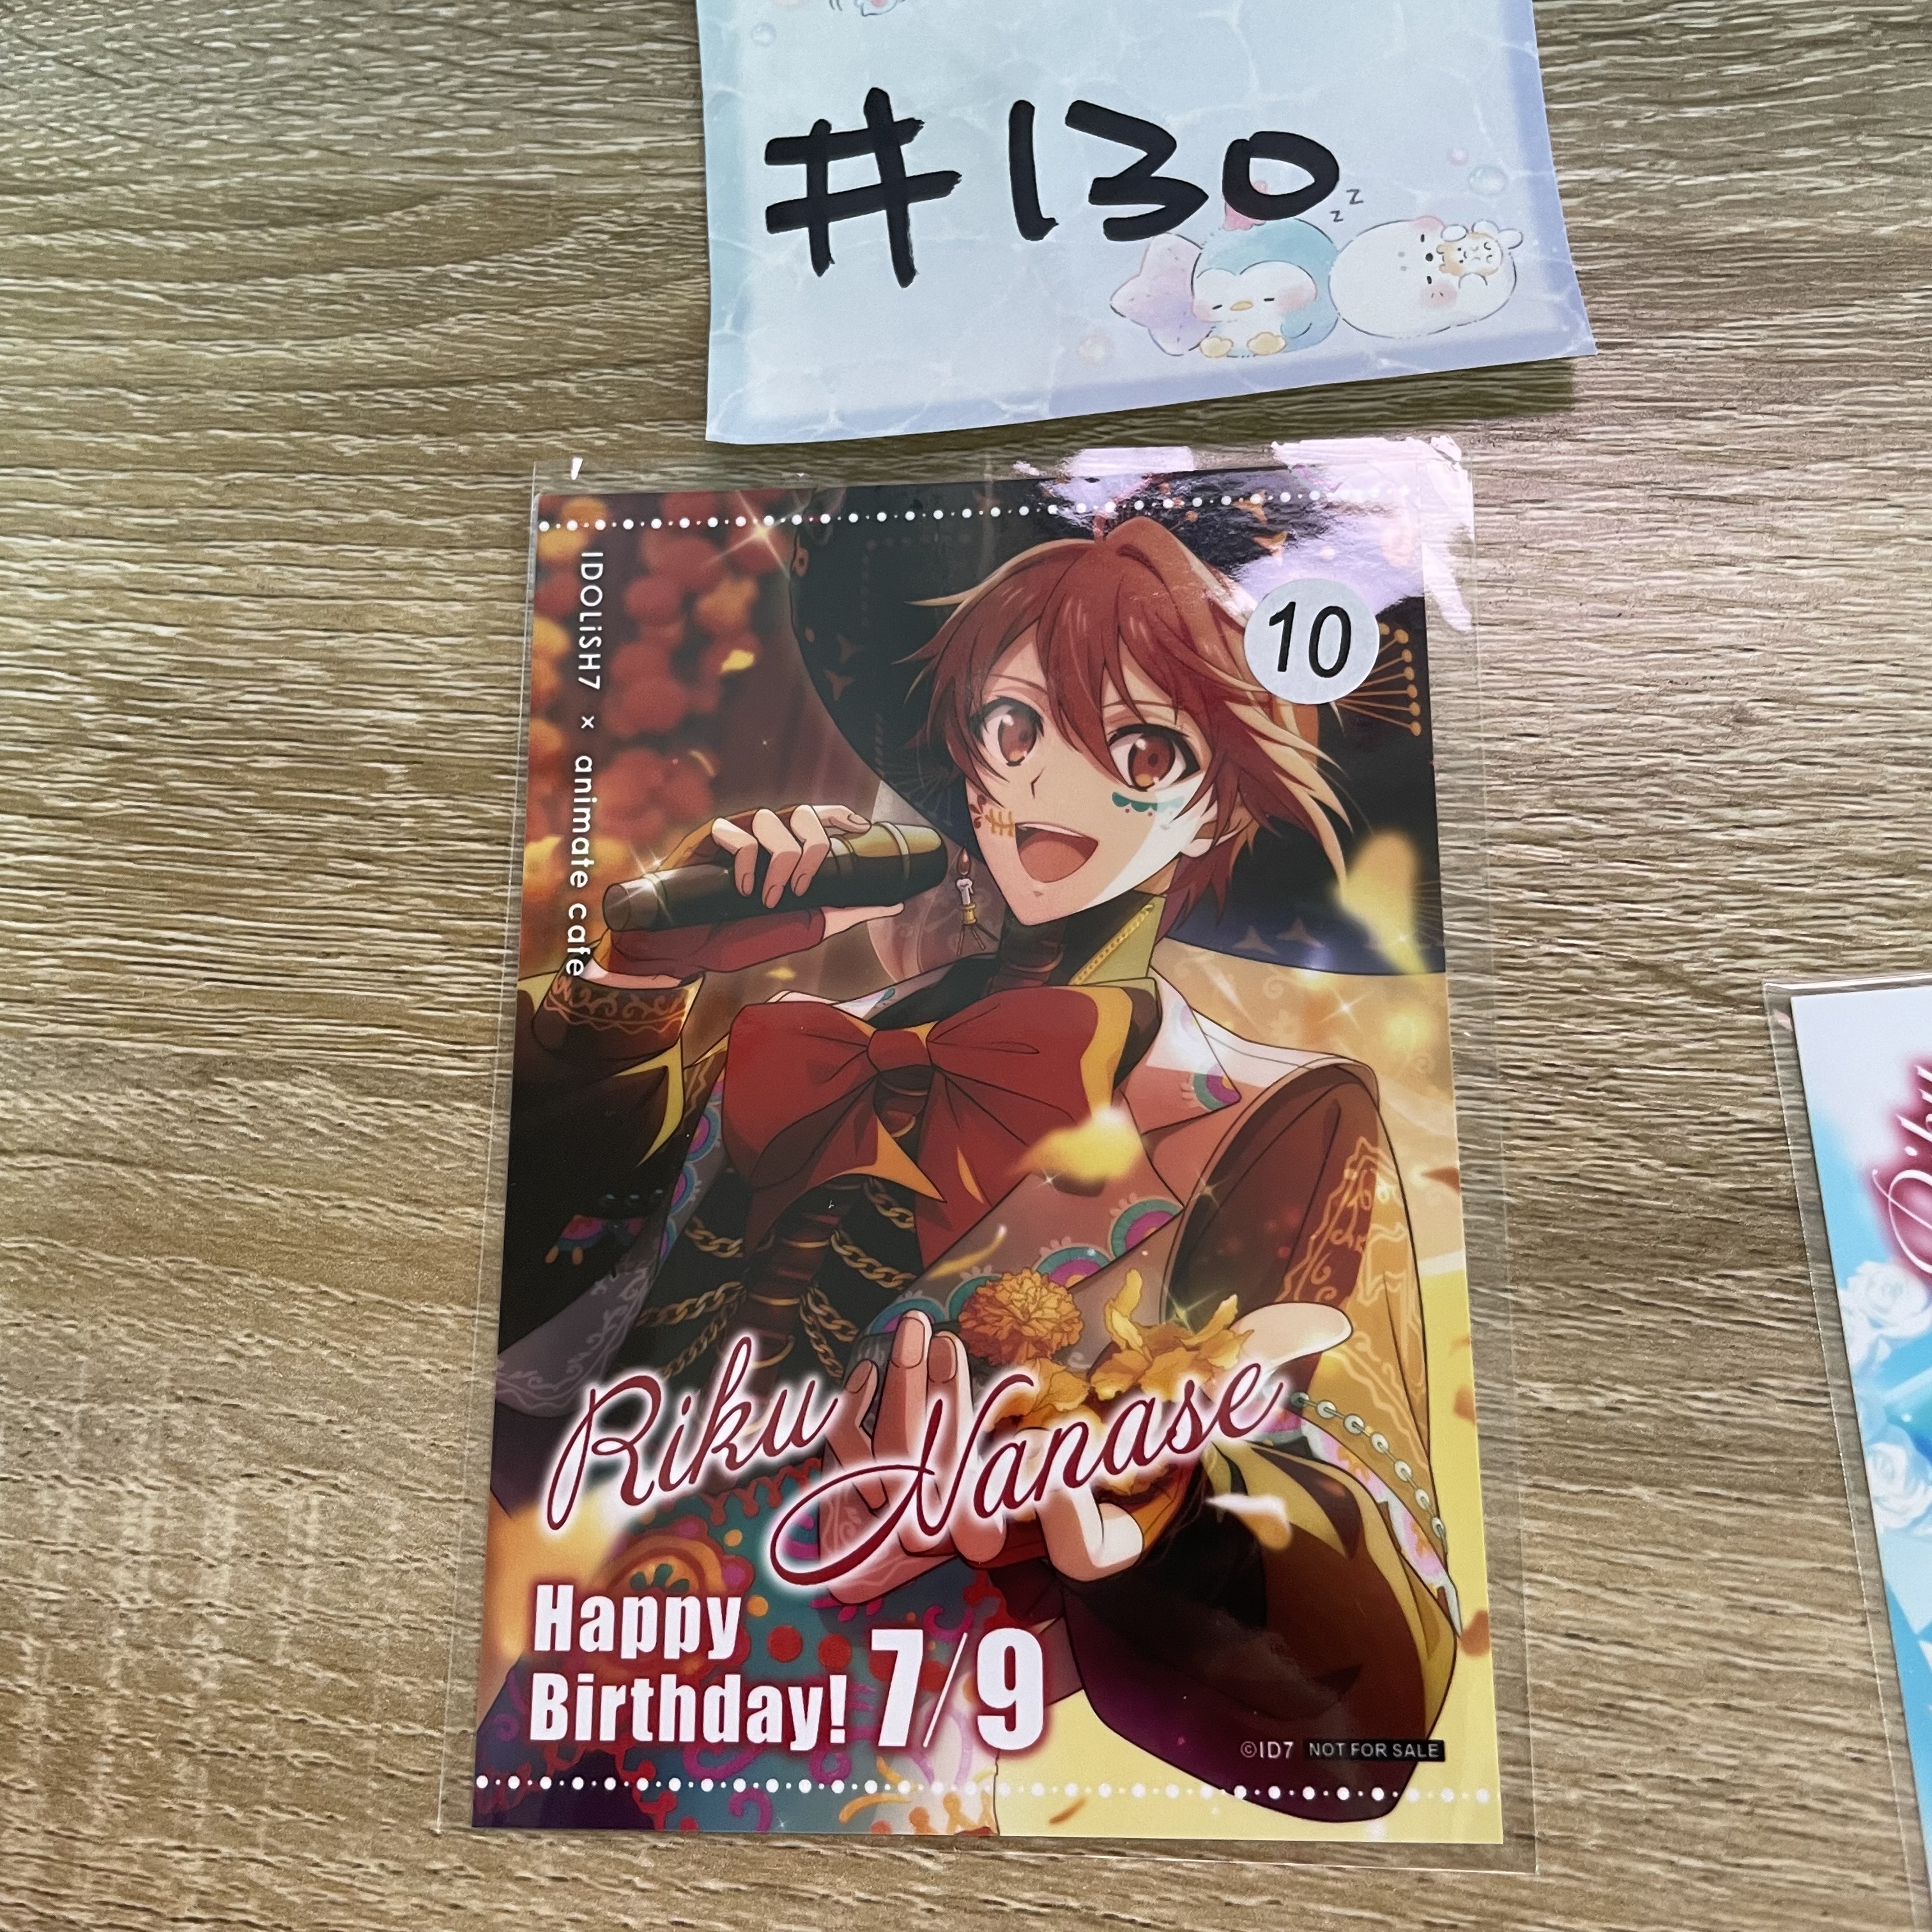 #130
z z
IDOLiSH7 × animate cafe
10
Riku
Nanase
Happy
Birthday! 7/9
©ID7 NOT FOR SALE